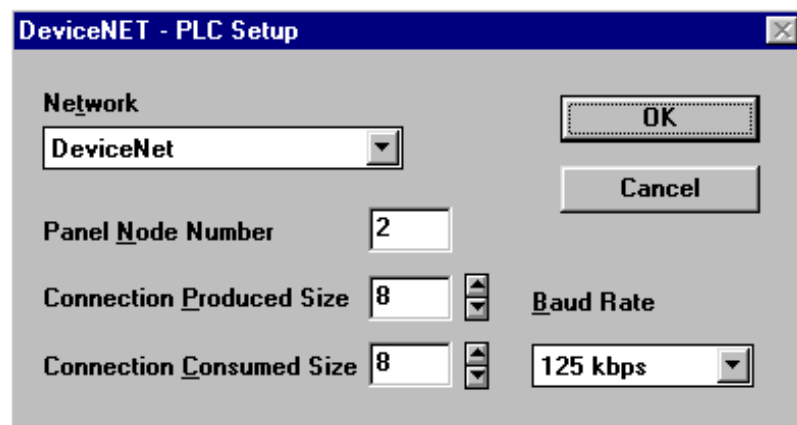 DeviceNET - PLC Setup
Network
DeviceNet
OK
Cancel
Panel Node Number 2
Connection Produced Size 8
Baud Rate
Connection Consumed Size 8
125 kbps